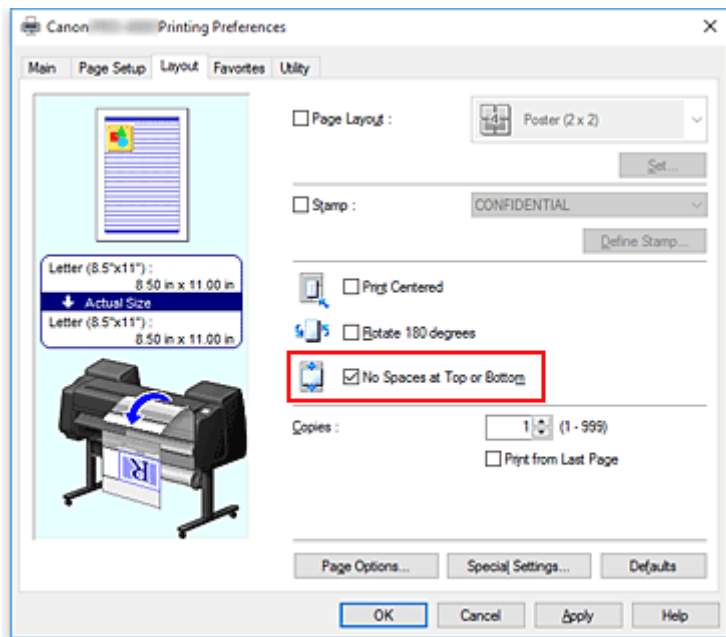 Canon Printing Preferences
Main Page Setup Layout Favorites Utility
Page Layout :
4
Poster (2 x 2)
Set...
Stamp :
CONFIDENTIAL
Define Stamp...
Letter (8.5"x11") :
8.50 in x 11.00 in
Actual Size
Letter (8.5"x11") :
8.50 in x 11.00 in
Print Centered
Rotate 180 degrees
No Spaces at Top or Bottom
Copies :
1 (1 - 999)
Print from Last Page
R
Page Options... Special Settings... Defaults
OK Cancel Apply Help